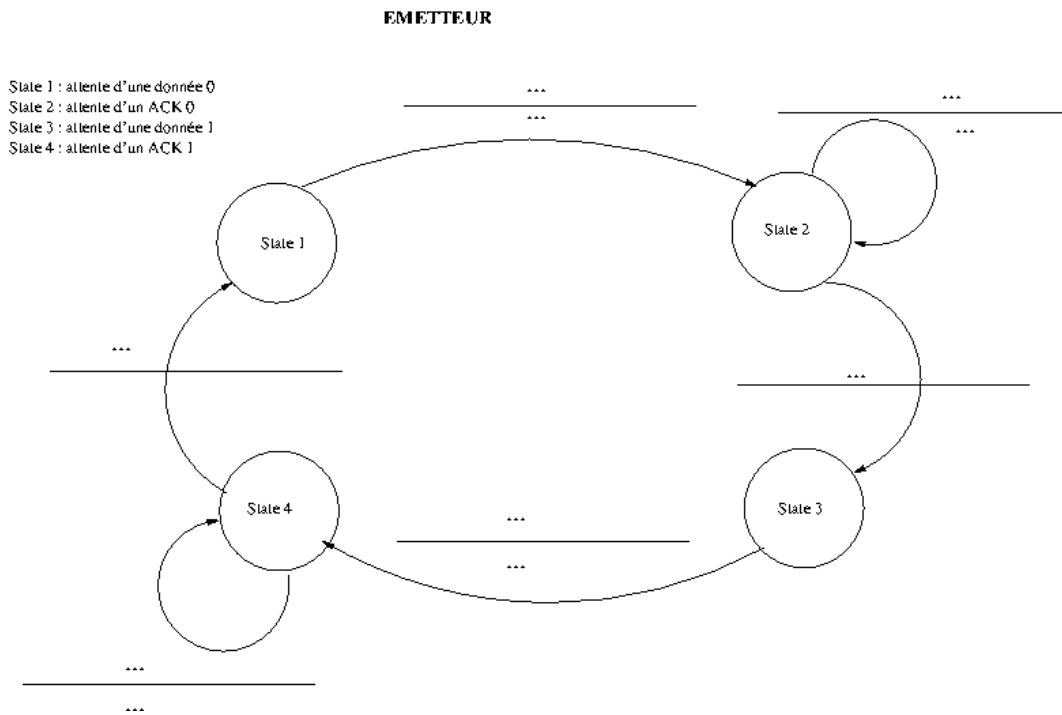 EMETTEUR
State 1 : attente d'une donnée 0
State 2 : attente d'un ACK 0
State 3 : attente d'une donnée 1
State 4 : attente d'un ACK 1
...
...
...
...
State 1
State 2
...
...
State 4
State 3
...
...
...
...